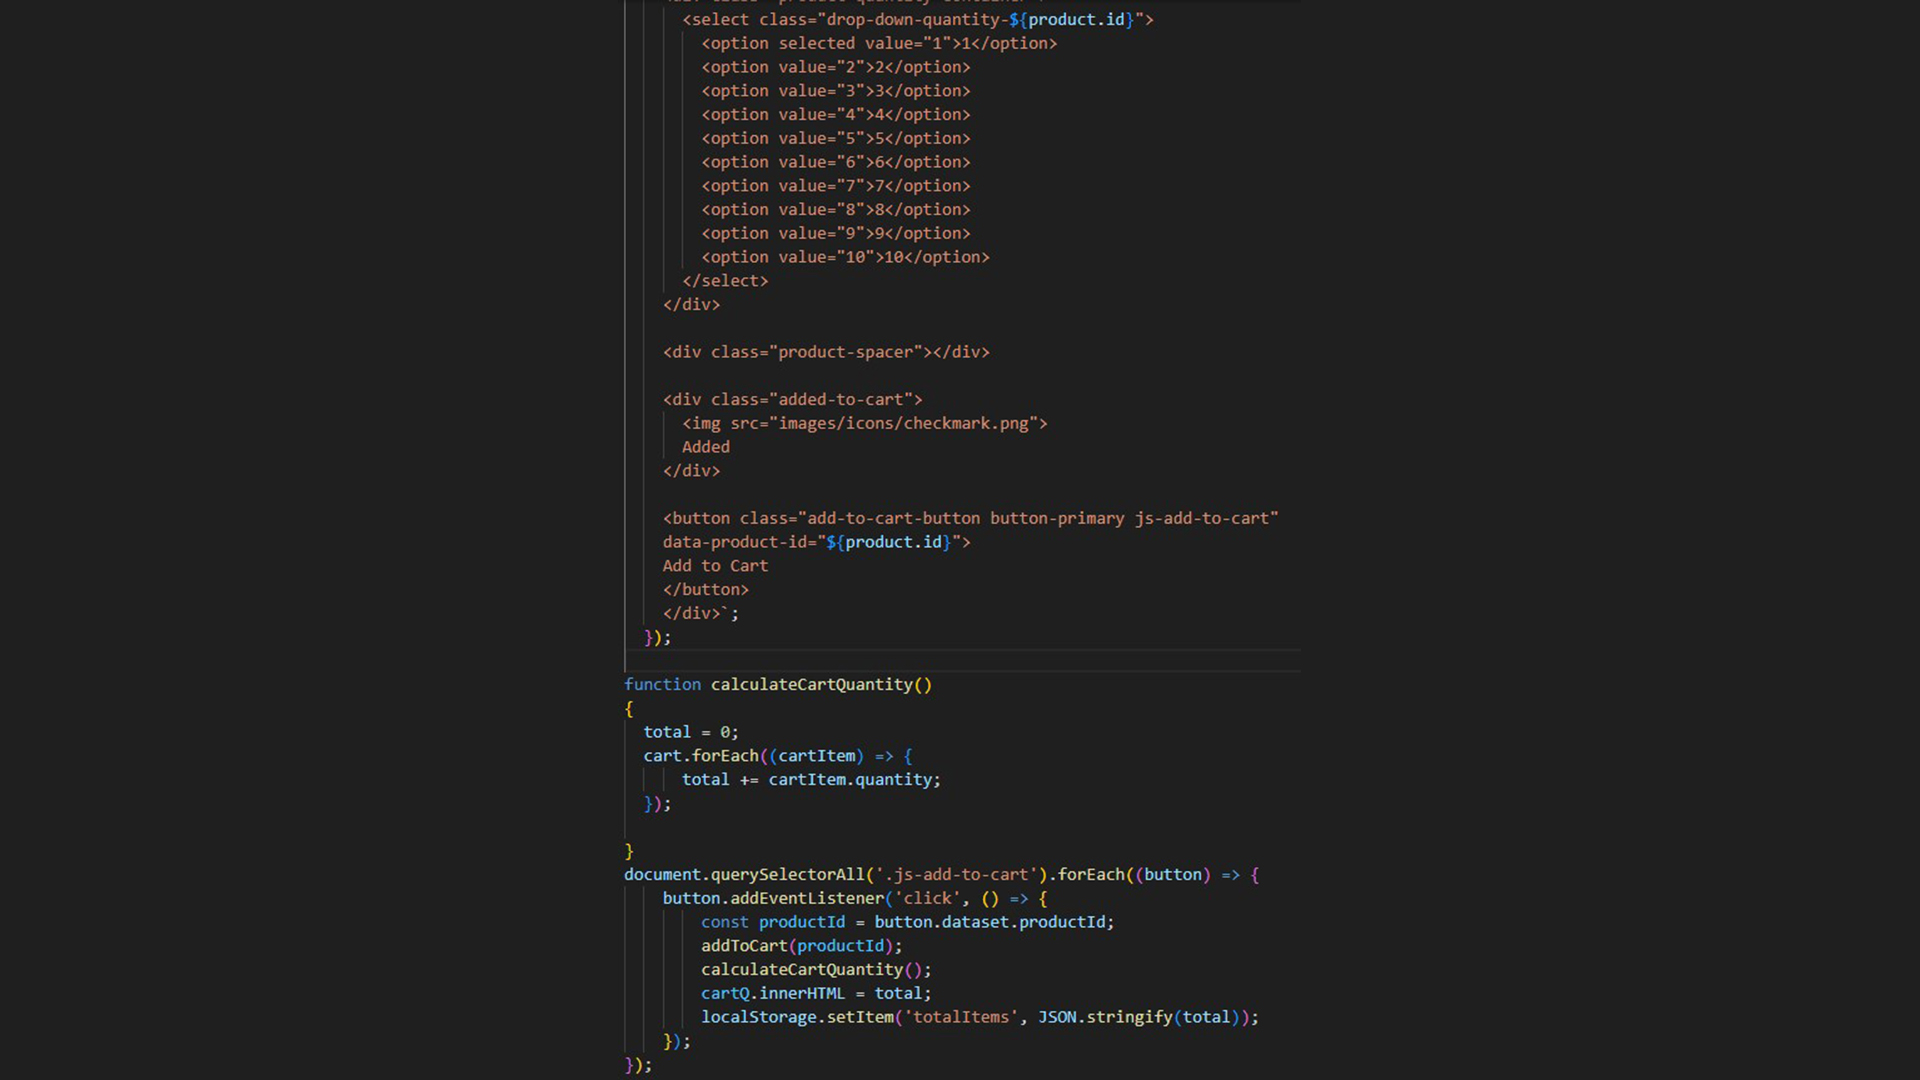 <select class="drop-down-quantity-${product.id}">
<option selected value="1">1</option>
<option value="2">2</option>
<option value="3">3</option>
<option value="4">4</option>
<option value="5">5</option>
<option value="6">6</option>
<option value="7">7</option>
<option value="8">8</option>
<option value="9">9</option>
<option value="10">10</option>
</select>
</div>
<div class="product-spacer"></div>
<div class="added-to-cart">
<img src="images/icons/checkmark.png">
Added
</div>
<button class="add-to-cart-button button-primary js-add-to-cart"
data-product-id="${product.id}">
Add to Cart
</button>
</div>`;
});
function calculateCartQuantity()
{
total = 0;
cart.forEach((cartItem) => {
total += cartItem.quantity;
});
}
document.querySelectorAll('.js-add-to-cart').forEach((button) => {
button.addEventListener('click', () => {
const productId = button.dataset.productId;
addToCart(productId);
calculateCartQuantity();
cartQ.innerHTML = total;
localStorage.setItem('totalItems', JSON.stringify(total));
});
});